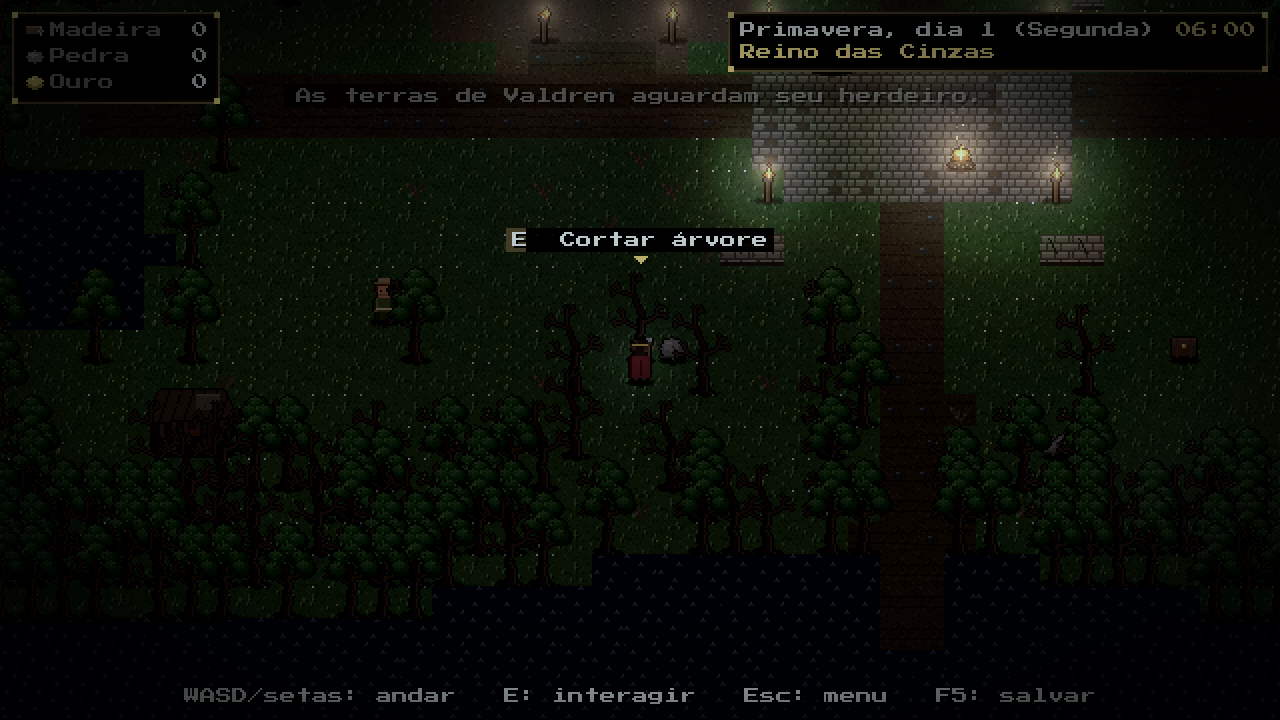 Madeira 0
Pedra 0
Ouro 0
Primavera, dia 1 (Segunda) 06:00
Reino das Cinzas
As terras de Valdren aguardam seu herdeiro.
E Cortar árvore
WASD/setas: andar E: interagir Esc: menu F5: salvar